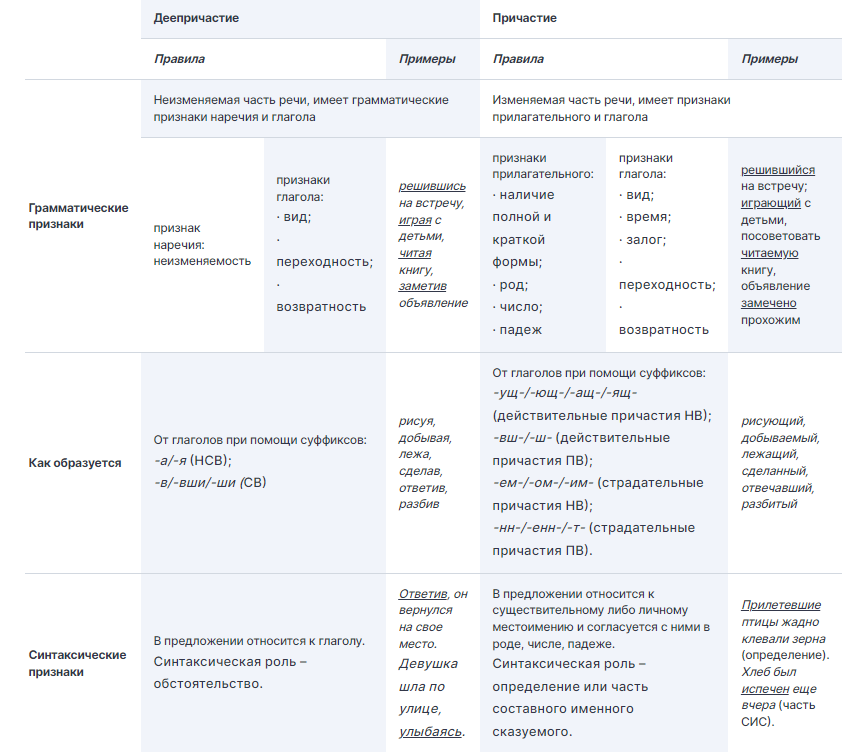 Деепричастие
Причастие
Правила
Примеры
Правила
Примеры
Грамматические
признаки
Неизменяемая часть речи, имеет грамматические
признаки наречия и глагола
Изменяемая часть речи, имеет признаки
прилагательного и глагола
признак
наречия:
неизменяемость
признаки
глагола:
· вид;
·
переходность;
·
возвратность
решившись
на встречу,
играя с
детьми,
читая
книгу,
заметив
объявление
признаки
прилагательного:
· наличие
полной и
краткой
формы;
· род;
· число;
· падеж
признаки
глагола:
· вид;
· время;
· залог;
·
переходность;
·
возвратность
решившийся
на встречу;
играющий с
детьми,
посоветовать
читаемую
книгу,
объявление
замечено
прохожим
Как образуется
От глаголов при помощи суффиксов:
-а/-я (НСВ);
-в/-вши/-ши (СВ)
рисуя,
добывая,
лежа,
сделав,
ответив,
разбив
От глаголов при помощи суффиксов:
-ущ-/-ющ-/-ащ-/-ящ-
(действительные причастия НВ);
-вш-/-ш- (действительные
причастия ПВ);
-ем-/-ом-/-им- (страдательные
причастия НВ);
-нн-/-енн-/-т- (страдательные
причастия ПВ).
рисующий,
добываемый,
лежащий,
сделанный,
отвечавший,
разбитый
Синтаксические
признаки
В предложении относится к глаголу.
Синтаксическая роль –
обстоятельство.
Ответив, он
вернулся
на свое
место.
Девушка
шла по
улице,
улыбаясь.
В предложении относится к
существительному либо личному
местоимению и согласуется с ними в
роде, числе, падеже.
Синтаксическая роль –
определение или часть
составного именного
сказуемого.
Прилетевшие
птицы жадно
клевали зерна
(определение).
Хлеб был
испечен еще
вчера (часть
СИС).